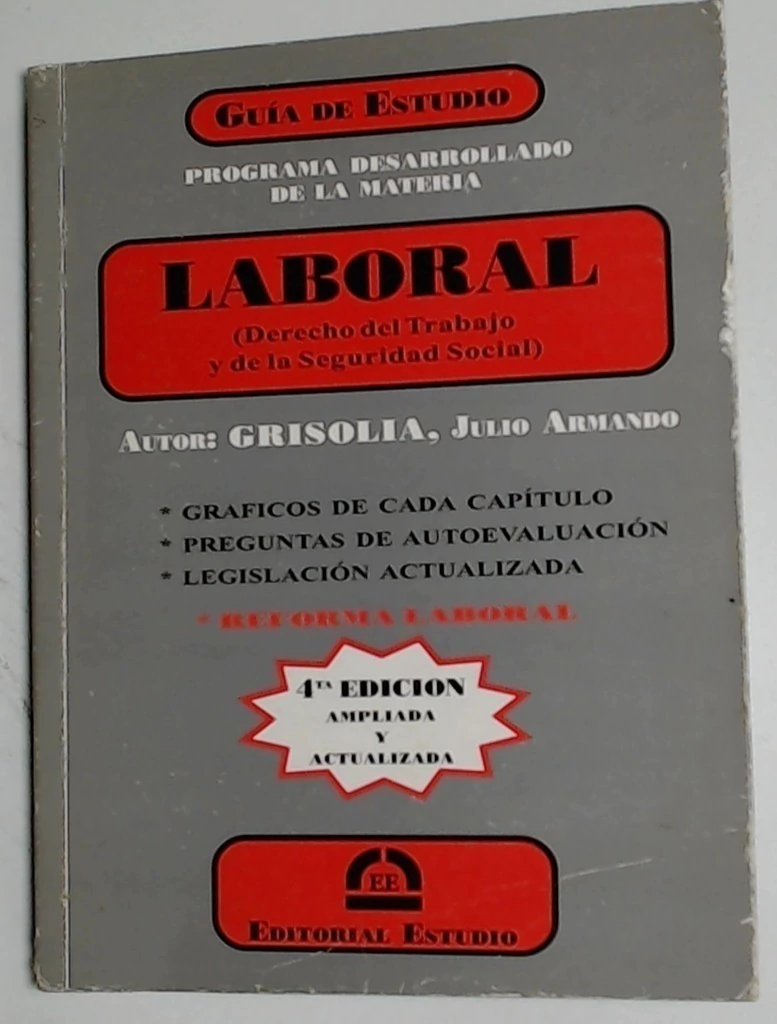 GUÍA DE ESTUDIO
PROGRAMA DESARROLLADO
DE LA MATERIA
LABORAL
(Derecho del Trabajo
y de la Seguridad Social)
AUTOR: GRISOLIA, JULIO ARMANDO
* GRAFICOS DE CADA CAPÍTULO
* PREGUNTAS DE AUTOEVALUACIÓN
* LEGISLACIÓN ACTUALIZADA
* REFORMA LABORAL
4TA EDICION
AMPLIADA
Y
ACTUALIZADA
EE
EDITORIAL ESTUDIO